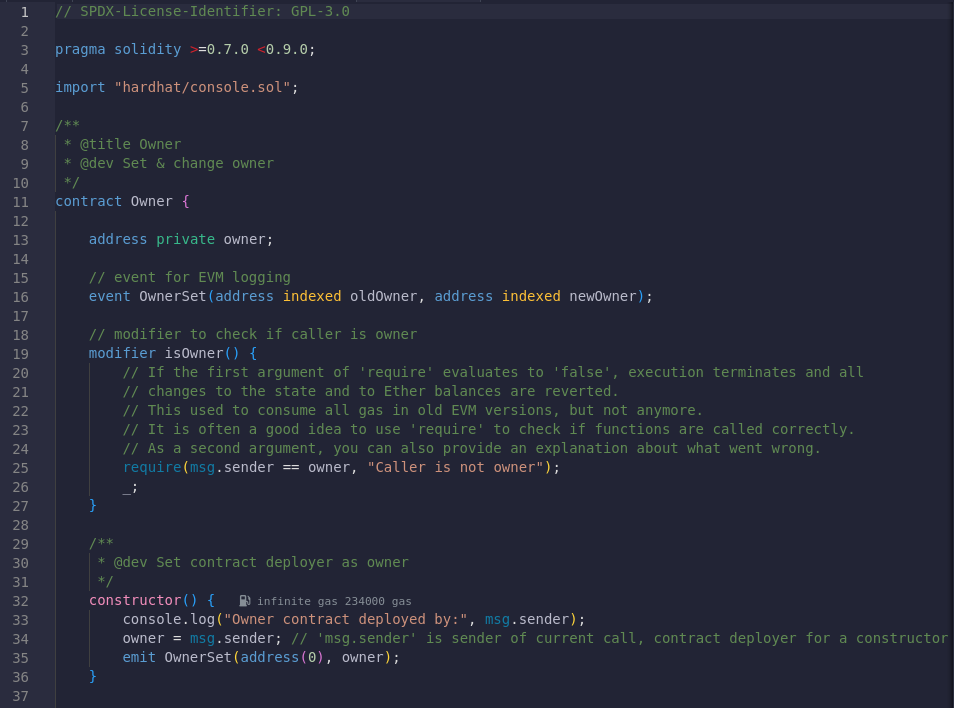 1 // SPDX-License-Identifier: GPL-3.0
2
3 pragma solidity >=0.7.0 <0.9.0;
4
5 import "hardhat/console.sol";
6
7 /**
8  * @title Owner
9  * @dev Set & change owner
10  */
11 contract Owner {
12
13     address private owner;
14
15     // event for EVM logging
16     event OwnerSet(address indexed oldOwner, address indexed newOwner);
17
18     // modifier to check if caller is owner
19     modifier isOwner() {
20         // If the first argument of 'require' evaluates to 'false', execution terminates and all
21         // changes to the state and to Ether balances are reverted.
22         // This used to consume all gas in old EVM versions, but not anymore.
23         // It is often a good idea to use 'require' to check if functions are called correctly.
24         // As a second argument, you can also provide an explanation about what went wrong.
25         require(msg.sender == owner, "Caller is not owner");
26         _;
27     }
28
29     /**
30      * @dev Set contract deployer as owner
31      */
32     constructor() { infinite gas 234000 gas
33         console.log("Owner contract deployed by:", msg.sender);
34         owner = msg.sender; // 'msg.sender' is sender of current call, contract deployer for a constructor
35         emit OwnerSet(address(0), owner);
36     }
37